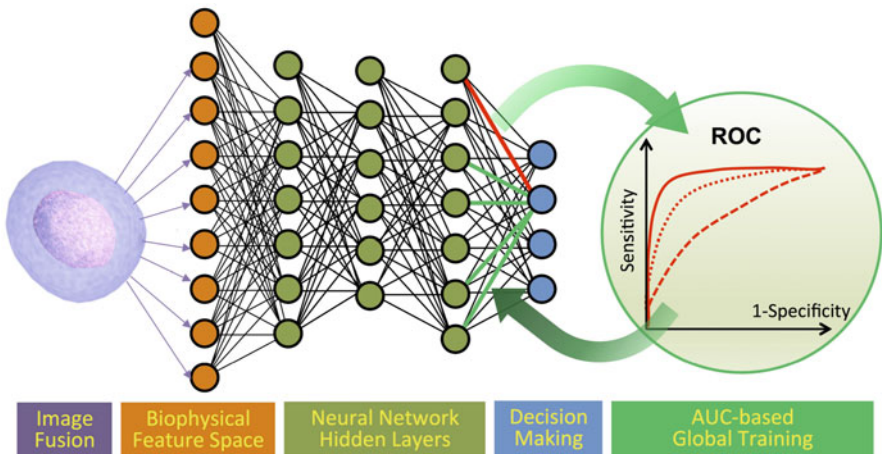 ROC
Sensitivity
1-Specificity
Image
Fusion
Biophysical
Feature Space
Neural Network
Hidden Layers
Decision
Making
AUC-based
Global Training